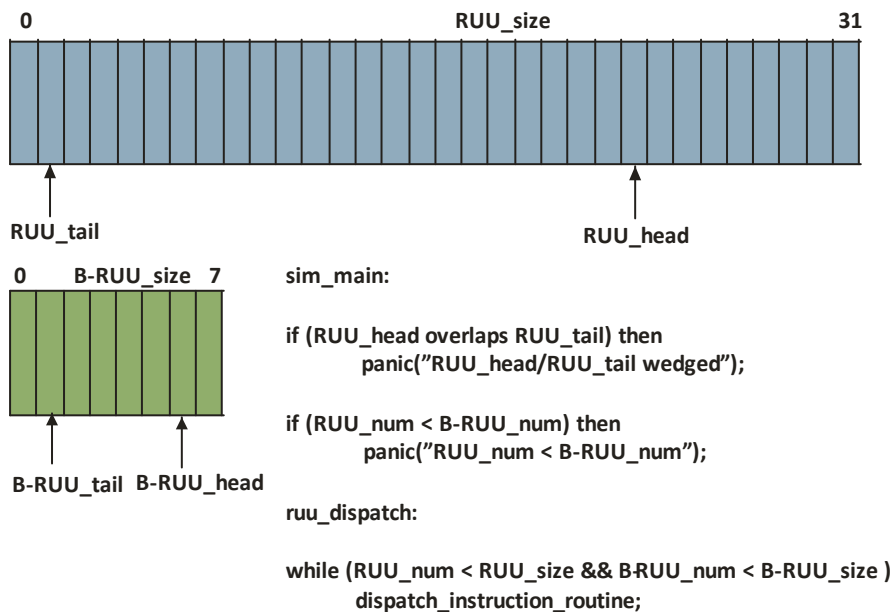 0 RUU_size 31
RUU_tail RUU_head
0 B-RUU_size 7
B-RUU_tail B-RUU_head
sim_main:
if (RUU_head overlaps RUU_tail) then
panic(”RUU_head/RUU_tail wedged”);
if (RUU_num < B-RUU_num) then
panic(”RUU_num < B-RUU_num”);
ruu_dispatch:
while (RUU_num < RUU_size && B-RUU_num < B-RUU_size )
dispatch_instruction_routine;